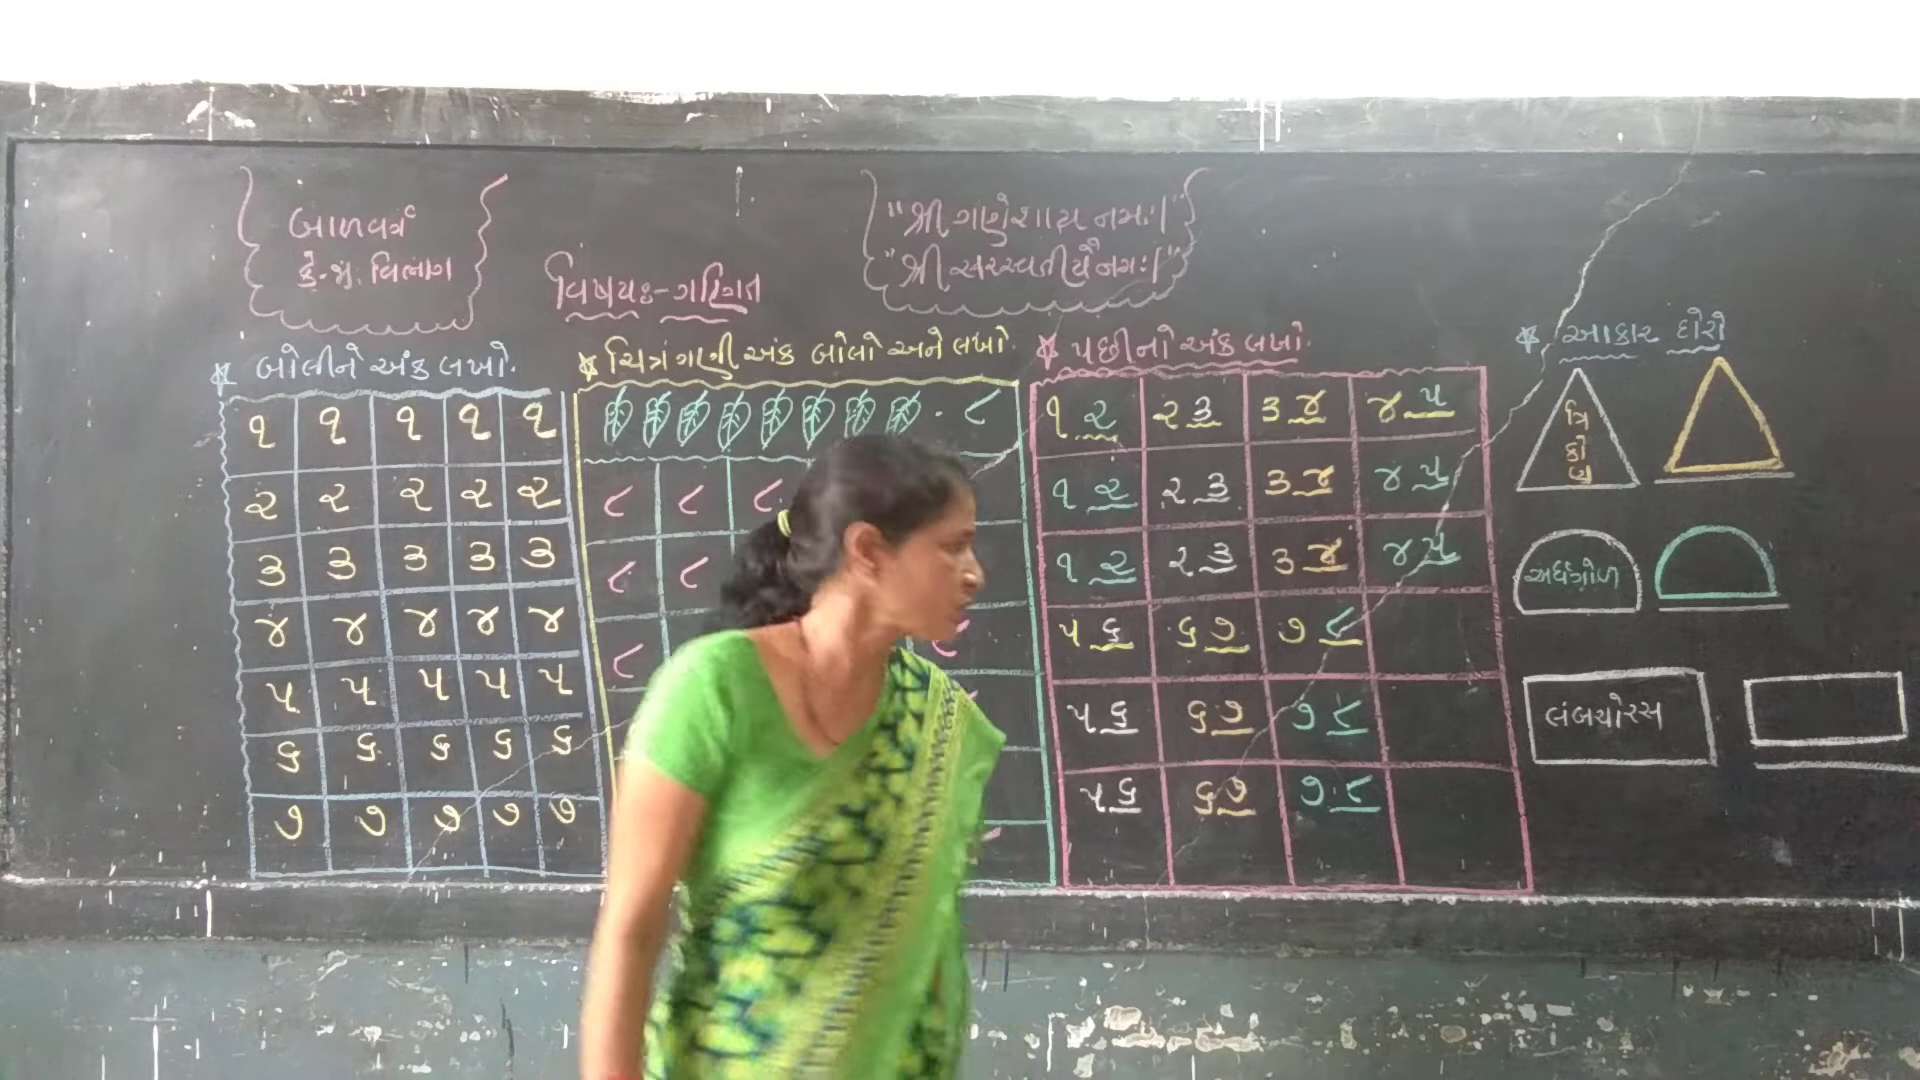 બાળવર્ગ
કે.જી. વિભાગ
વિષય:- ગણિત
"શ્રી ગણેશાય નમઃ।"
"શ્રી સરસ્વતીયૈ નમઃ।"
* બોલીને અંક લખો.
૧ ૧ ૧ ૧ ૧
૨ ૨ ૨ ૨ ૨
૩ ૩ ૩ ૩ ૩
૪ ૪ ૪ ૪ ૪
૫ ૫ ૫ ૫ ૫
૬ ૬ ૬ ૬ ૬
૭ ૭ ૭ ૭ ૭
* ચિત્ર ગણી અંક બોલો અને લખો.
૮
૮ ૮ ૮
૮ ૮
૮ ૮
* પછીનો અંક લખો.
૧ ૨ ૨ ૩ ૩ ૪ ૪ ૫
૧ ૨ ૨ ૩ ૩ ૪ ૪ ૫
૧ ૨ ૨ ૩ ૩ ૪ ૪ ૫
૫ ૬ ૬ ૭ ૭ ૮
૫ ૬ ૬ ૭ ૭ ૮
૫ ૬ ૬ ૭ ૭ ૮
* આકાર દોરો
ત્રિ
કો
ણ
અર્ધગોળ
લંબચોરસ